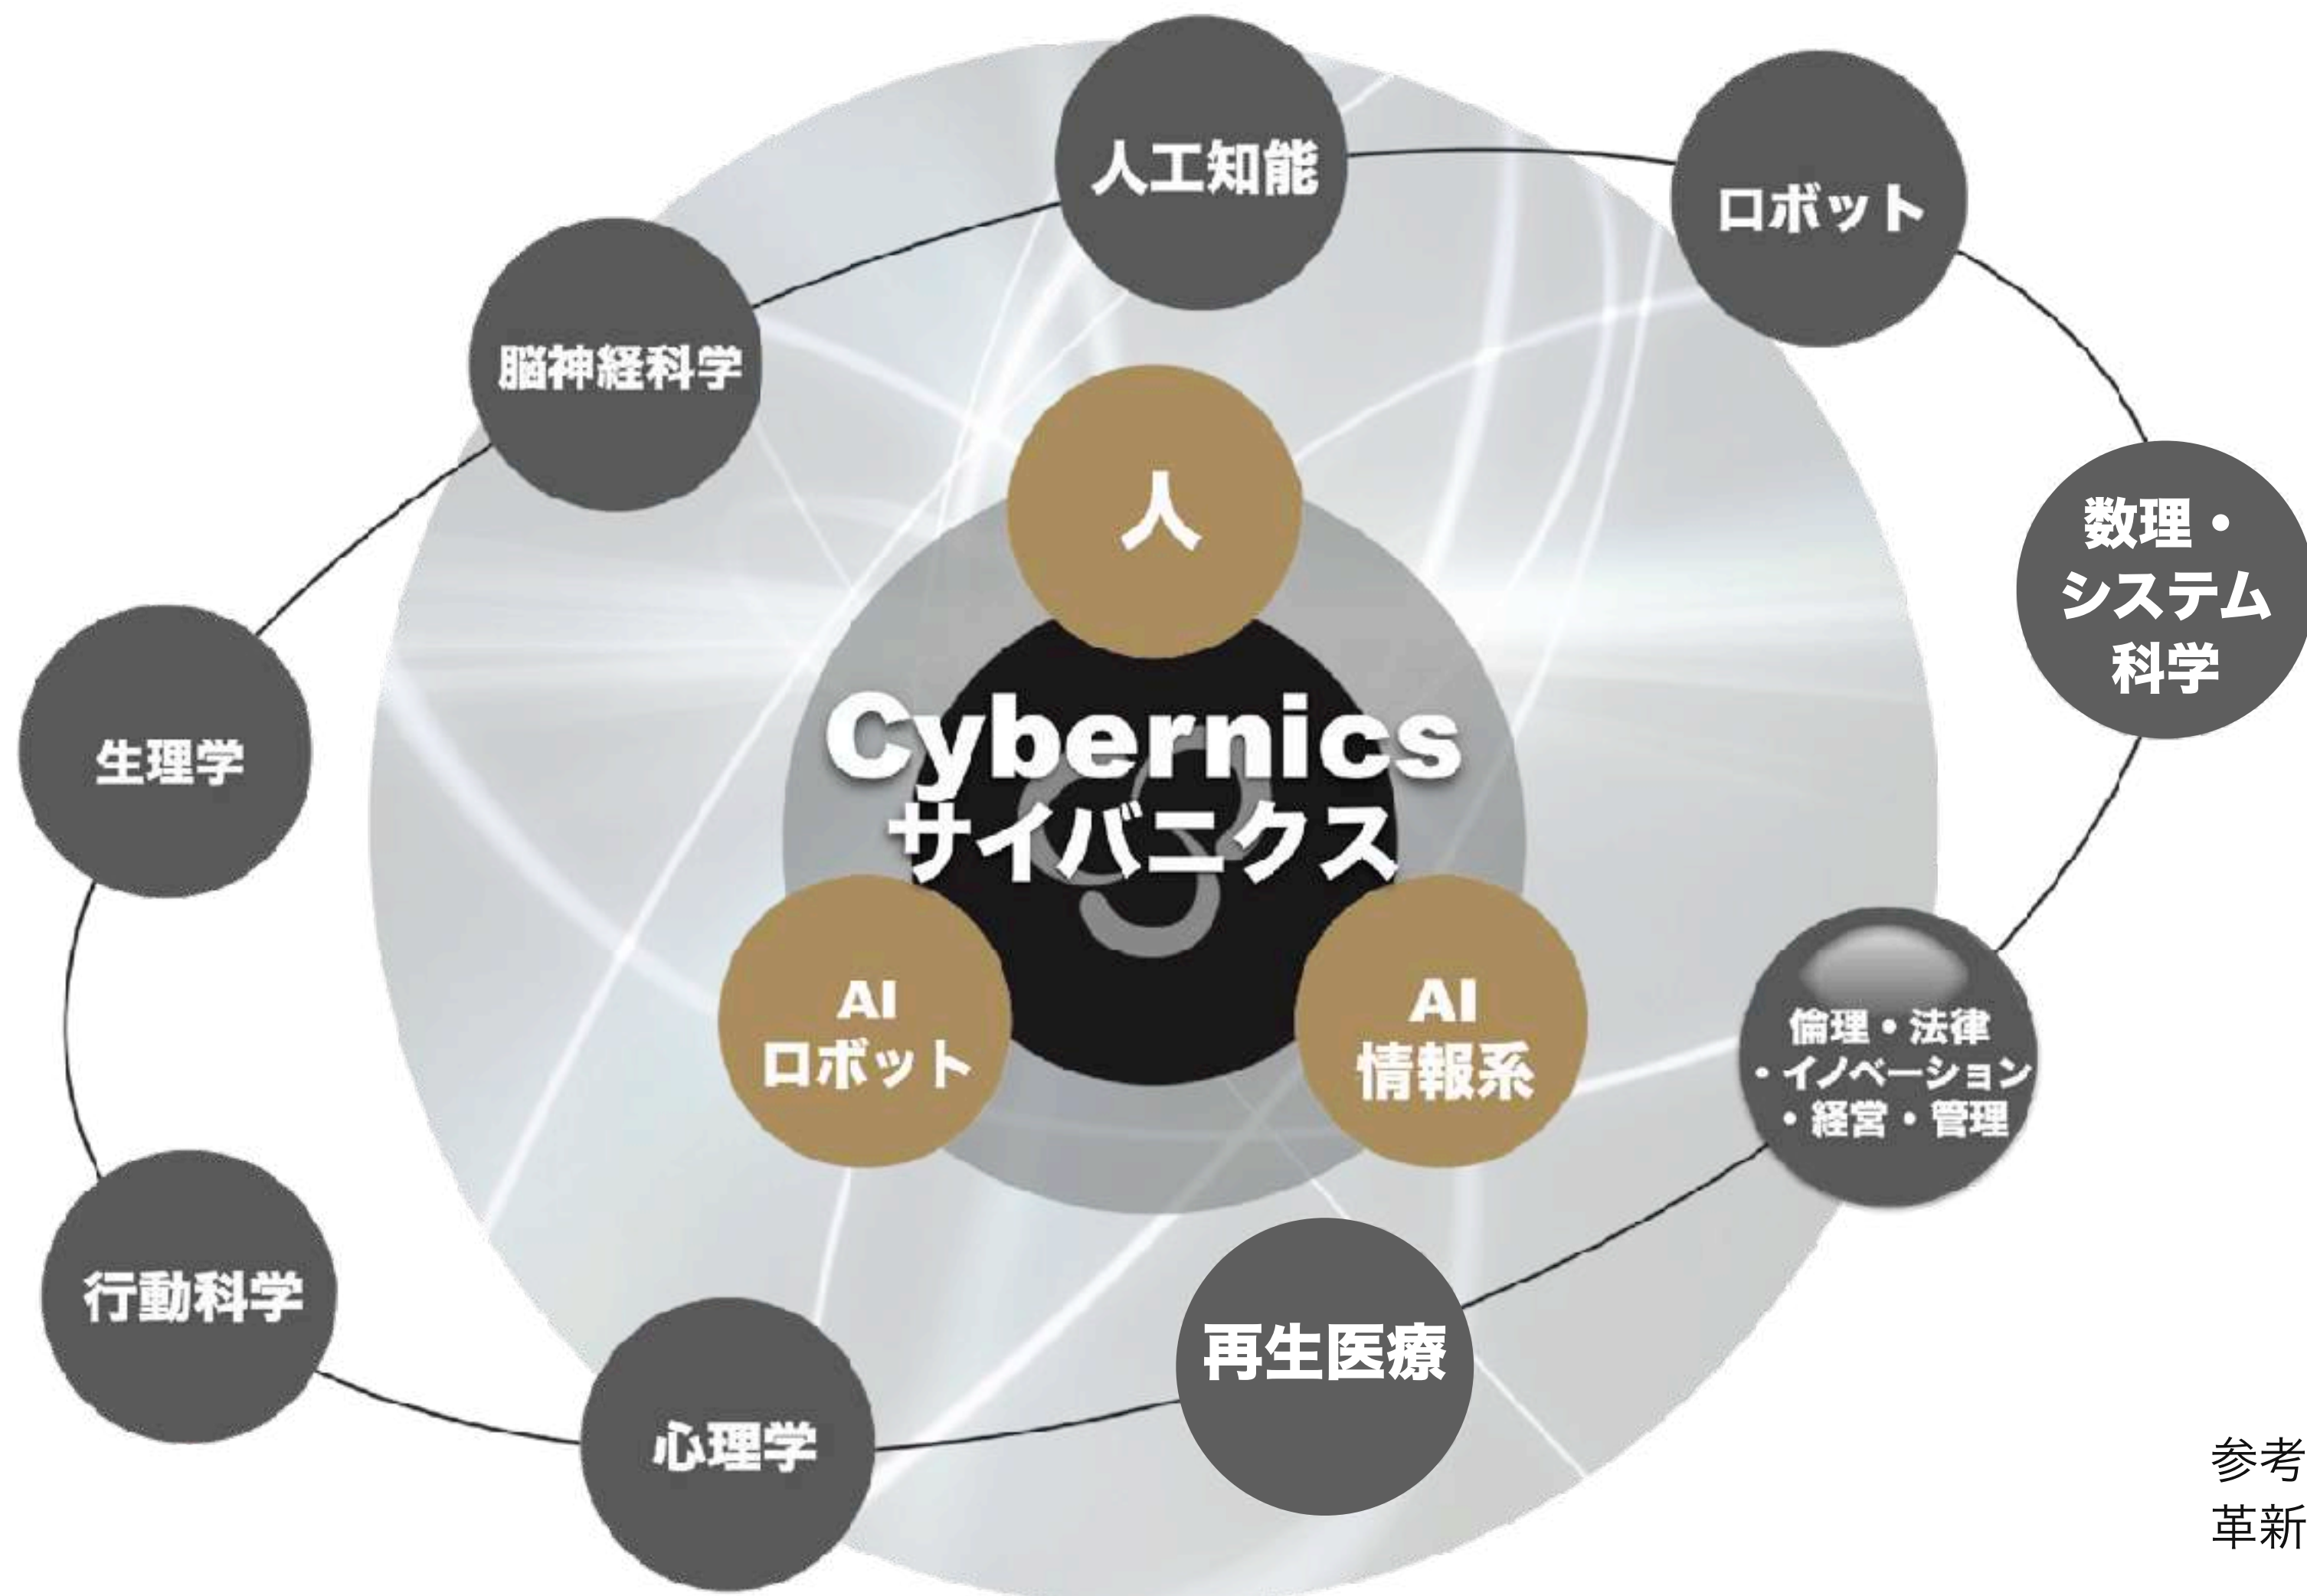 人工知能
ロボット
脳神経科学
人
数理・
システム
科学
Cybernics
サイバニクス
生理学
AI
ロボット
AI
情報系
倫理・法律
・イノベーション
・経営・管理
行動科学
再生医療
心理学
参考
革新